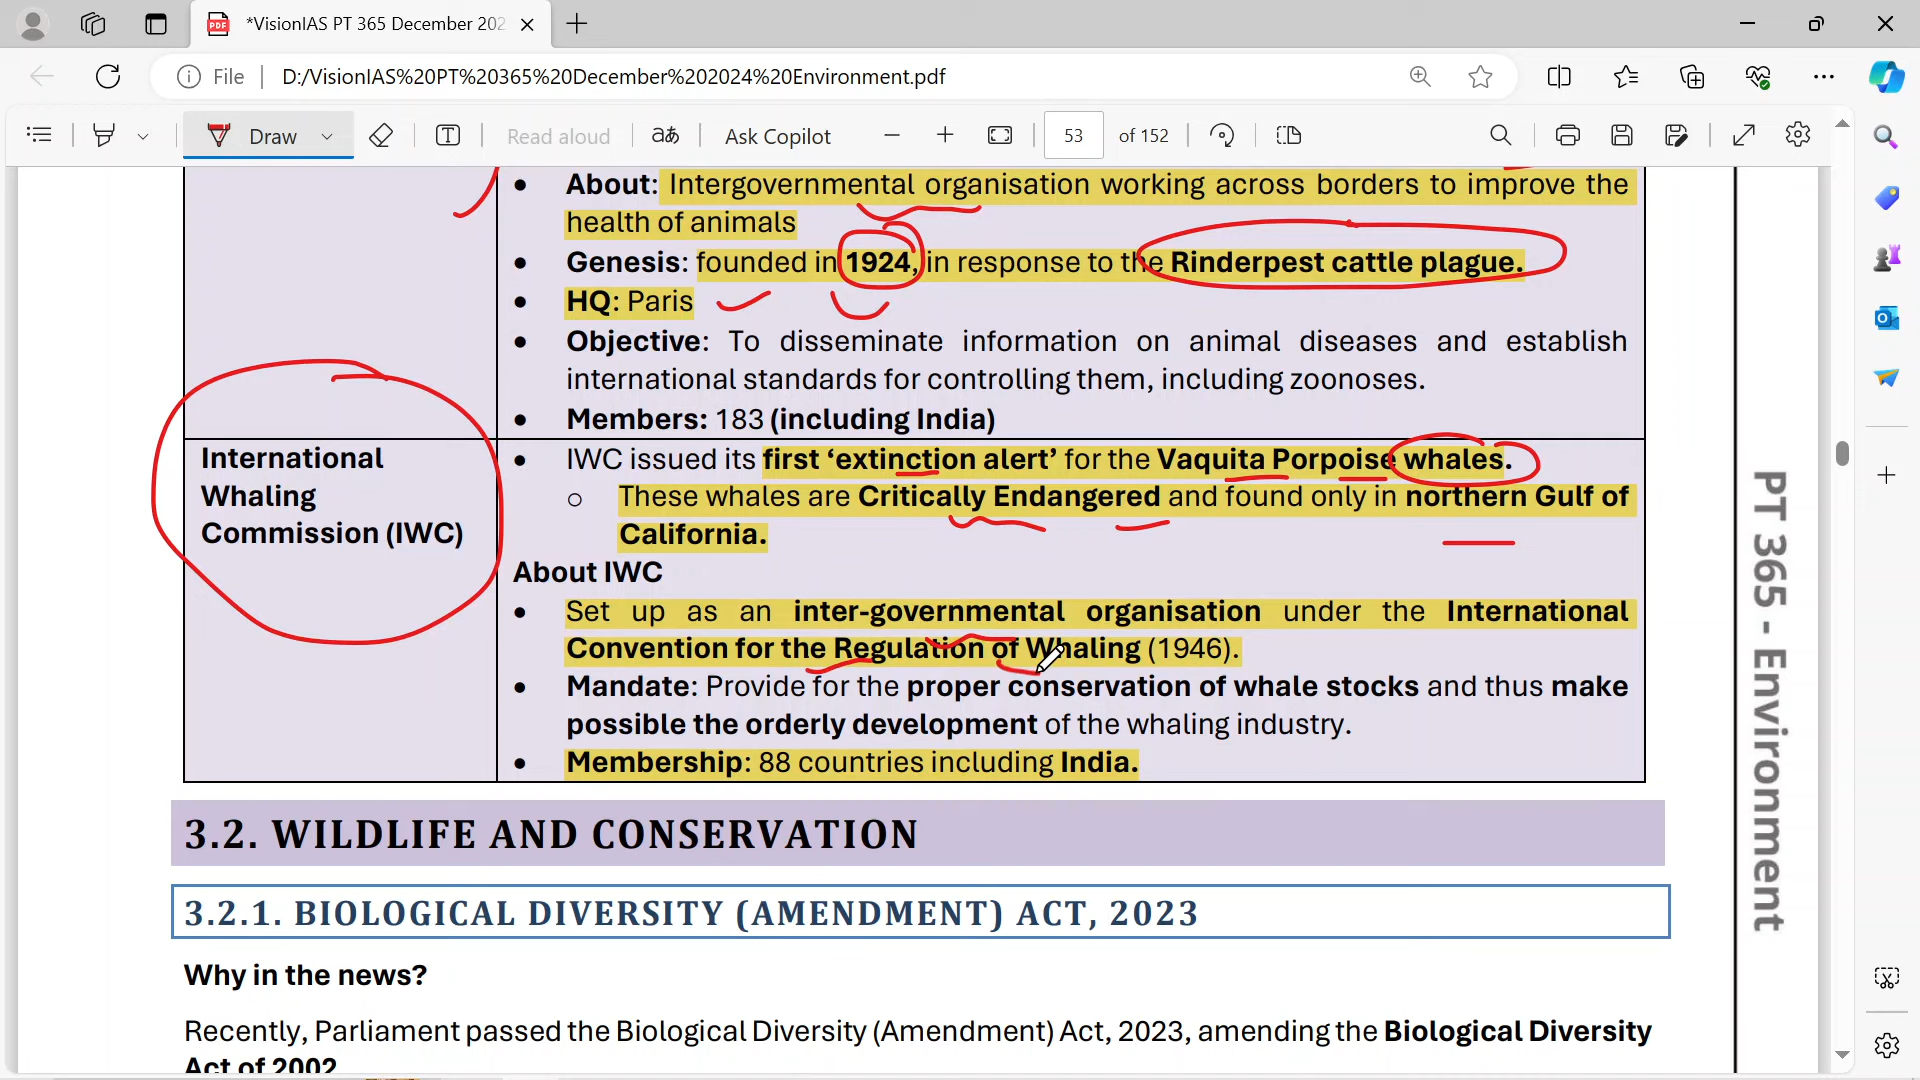 *VisionIAS PT 365 December 202
File
D:/VisionIAS%20PT%20365%20December%202024%20Environment.pdf
Draw
Read aloud
aあ
Ask Copilot
53
of 152
• About: Intergovernmental organisation working across borders to improve the
health of animals
• Genesis: founded in 1924, in response to the Rinderpest cattle plague.
• HQ: Paris
• Objective: To disseminate information on animal diseases and establish
international standards for controlling them, including zoonoses.
• Members: 183 (including India)
International
Whaling
Commission (IWC)
• IWC issued its first ‘extinction alert’ for the Vaquita Porpoise whales.
o These whales are Critically Endangered and found only in northern Gulf of
California.
About IWC
• Set up as an inter-governmental organisation under the International
Convention for the Regulation of Whaling (1946).
• Mandate: Provide for the proper conservation of whale stocks and thus make
possible the orderly development of the whaling industry.
• Membership: 88 countries including India.
3.2. WILDLIFE AND CONSERVATION
3.2.1. BIOLOGICAL DIVERSITY (AMENDMENT) ACT, 2023
Why in the news?
Recently, Parliament passed the Biological Diversity (Amendment) Act, 2023, amending the Biological Diversity
Act of 2002
PT 365 - Environment